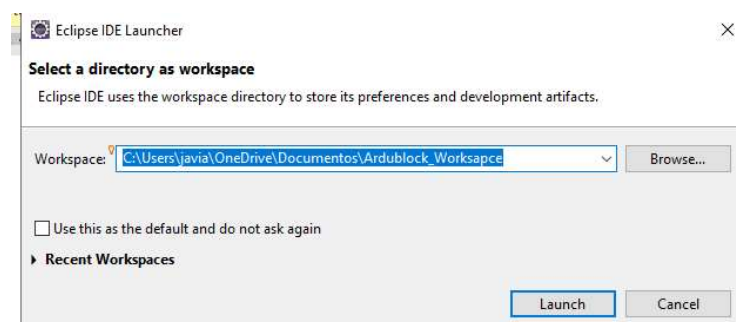 Eclipse IDE Launcher
Select a directory as workspace
Eclipse IDE uses the workspace directory to store its preferences and development artifacts.
Workspace: C:\Users\javia\OneDrive\Documentos\Ardublock_Worksapce Browse...
Use this as the default and do not ask again
Recent Workspaces
Launch Cancel